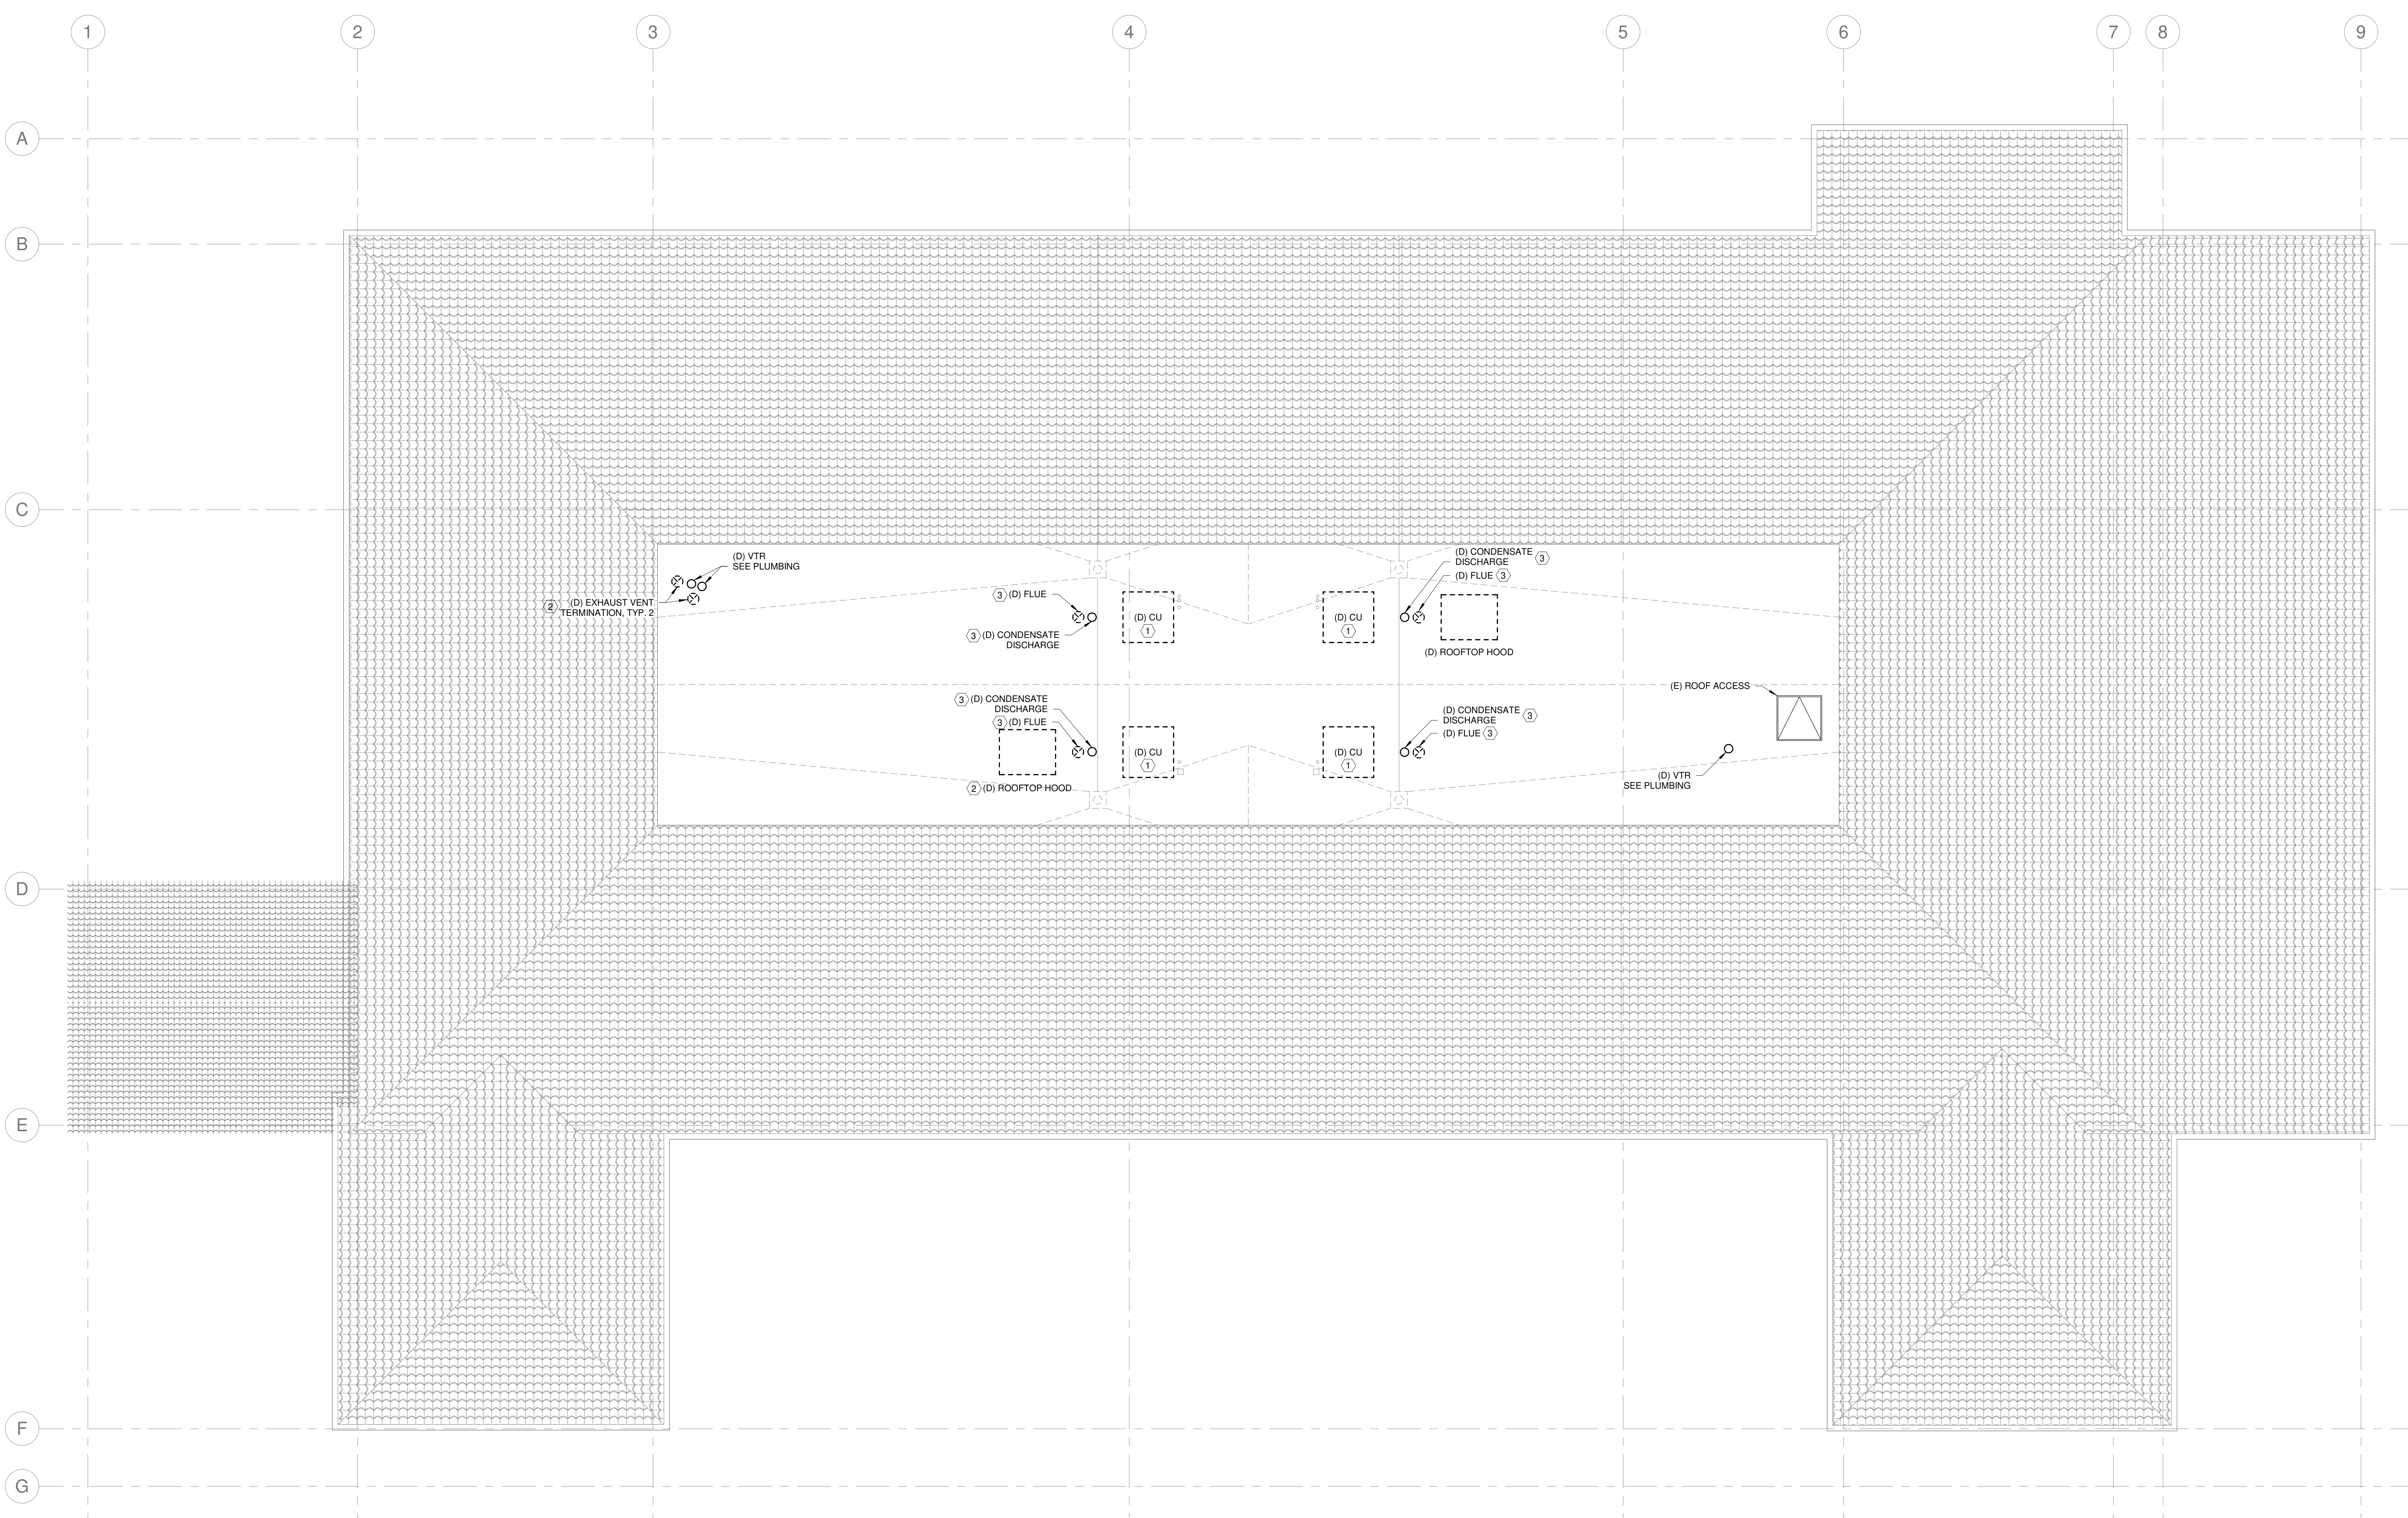 1
2
3
4
5
6
7
8
9
A
B
C
D
E
F
G
(D) VTR
SEE PLUMBING
2 (D) EXHAUST VENT
TERMINATION, TYP. 2
3 (D) FLUE
3 (D) CONDENSATE
DISCHARGE
(D) CU
1
(D) CU
1
(D) CONDENSATE
DISCHARGE 3
(D) FLUE 3
(D) ROOFTOP HOOD
3 (D) CONDENSATE
DISCHARGE
3 (D) FLUE
2 (D) ROOFTOP HOOD
(D) CU
1
(D) CU
1
(D) CONDENSATE
DISCHARGE 3
(D) FLUE 3
(E) ROOF ACCESS
(D) VTR
SEE PLUMBING